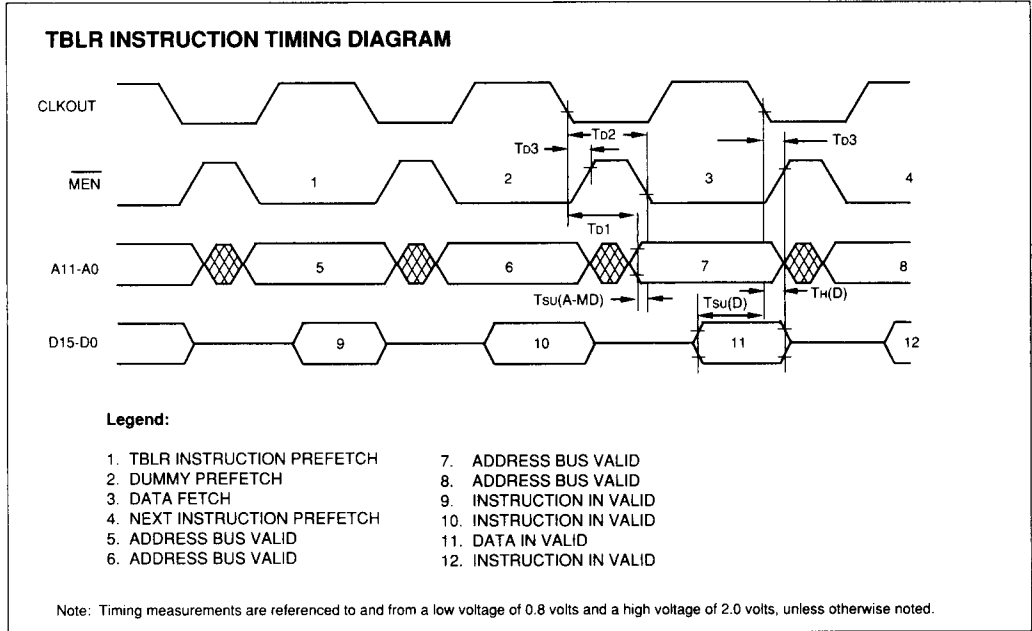 TBLR INSTRUCTION TIMING DIAGRAM
CLKOUT
TD2
TD3
TD3
MEN
1
2
3
4
TD1
A11-A0
5
6
7
8
TSU(A-MD)
TSU(D)
TH(D)
D15-D0
9
10
11
12
Legend:
1. TBLR INSTRUCTION PREFETCH
2. DUMMY PREFETCH
3. DATA FETCH
4. NEXT INSTRUCTION PREFETCH
5. ADDRESS BUS VALID
6. ADDRESS BUS VALID
7. ADDRESS BUS VALID
8. ADDRESS BUS VALID
9. INSTRUCTION IN VALID
10. INSTRUCTION IN VALID
11. DATA IN VALID
12. INSTRUCTION IN VALID
Note: Timing measurements are referenced to and from a low voltage of 0.8 volts and a high voltage of 2.0 volts, unless otherwise noted.